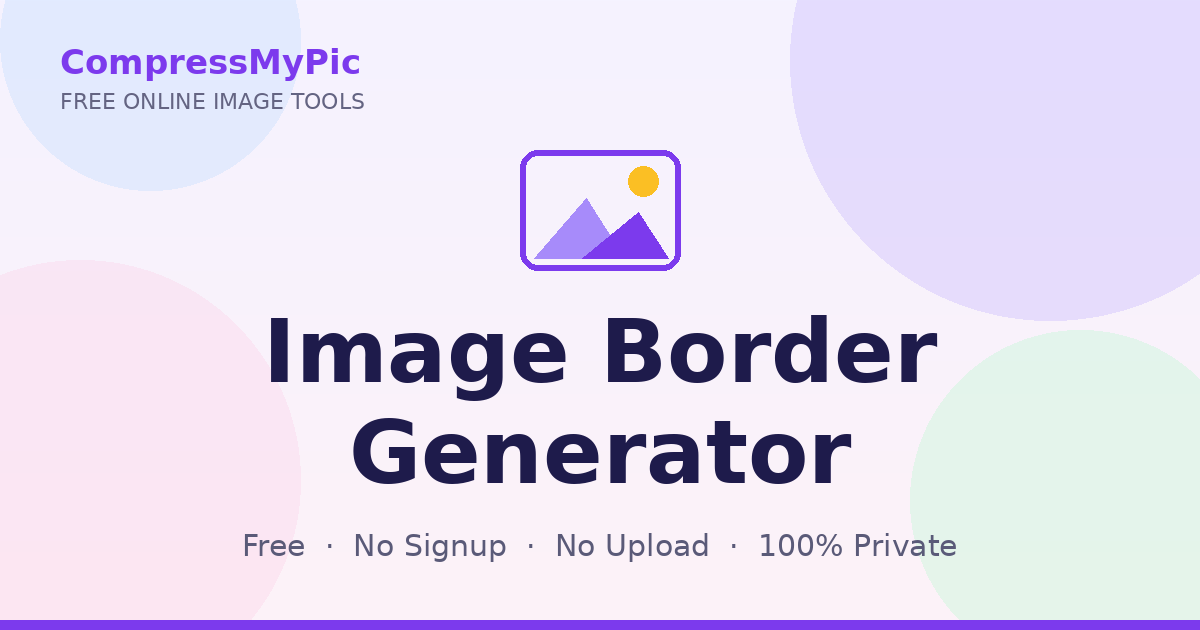 CompressMyPic
FREE ONLINE IMAGE TOOLS
Image Border
Generator
Free · No Signup · No Upload · 100% Private